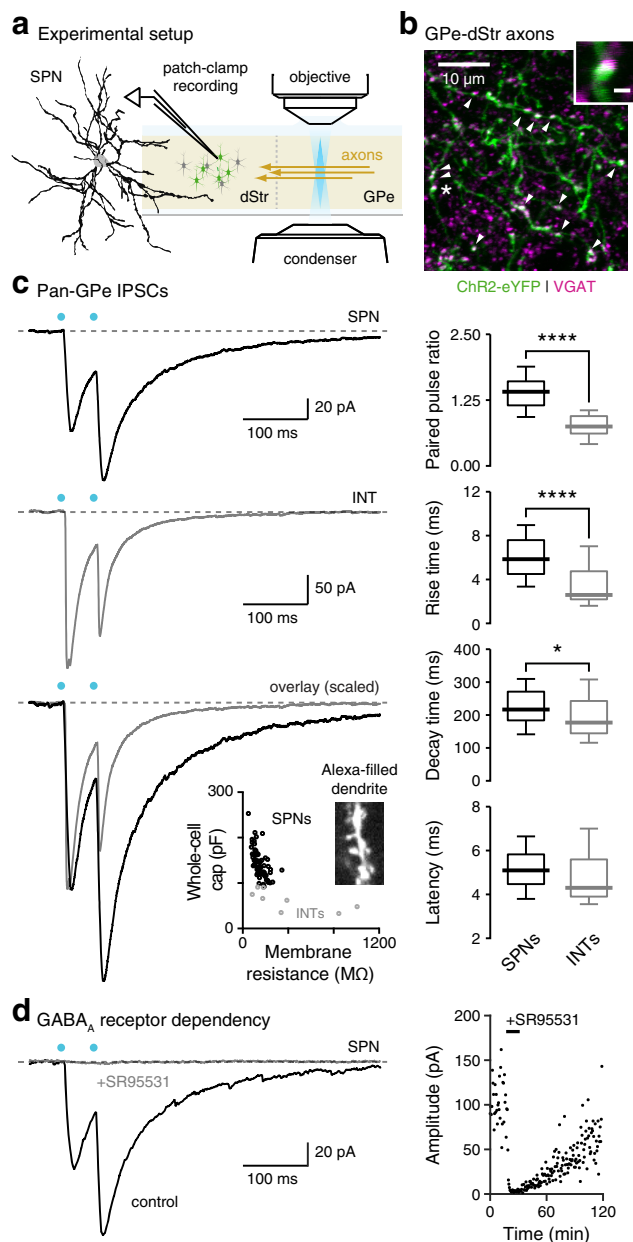 a Experimental setup
SPN
patch-clamp
recording
objective
axons
dStr
GPe
condenser
b GPe-dStr axons
10 µm
*
ChR2-eYFP I VGAT
c Pan-GPe IPSCs
SPN
20 pA
100 ms
INT
50 pA
100 ms
overlay (scaled)
300
Whole-cell
cap (pF)
0
SPNs
INTs
Alexa-filled
dendrite
0
1200
Membrane
resistance (MΩ)
****
2.50
1.25
0.00
Paired pulse ratio
****
12
8
4
0
Rise time (ms)
*
400
300
200
100
0
Decay time (ms)
8
6
4
2
Latency (ms)
SPNs
INTs
d GABAA receptor dependency
SPN
+SR95531
control
20 pA
100 ms
+SR95531
200
150
100
50
0
Amplitude (pA)
0
60
120
Time (min)